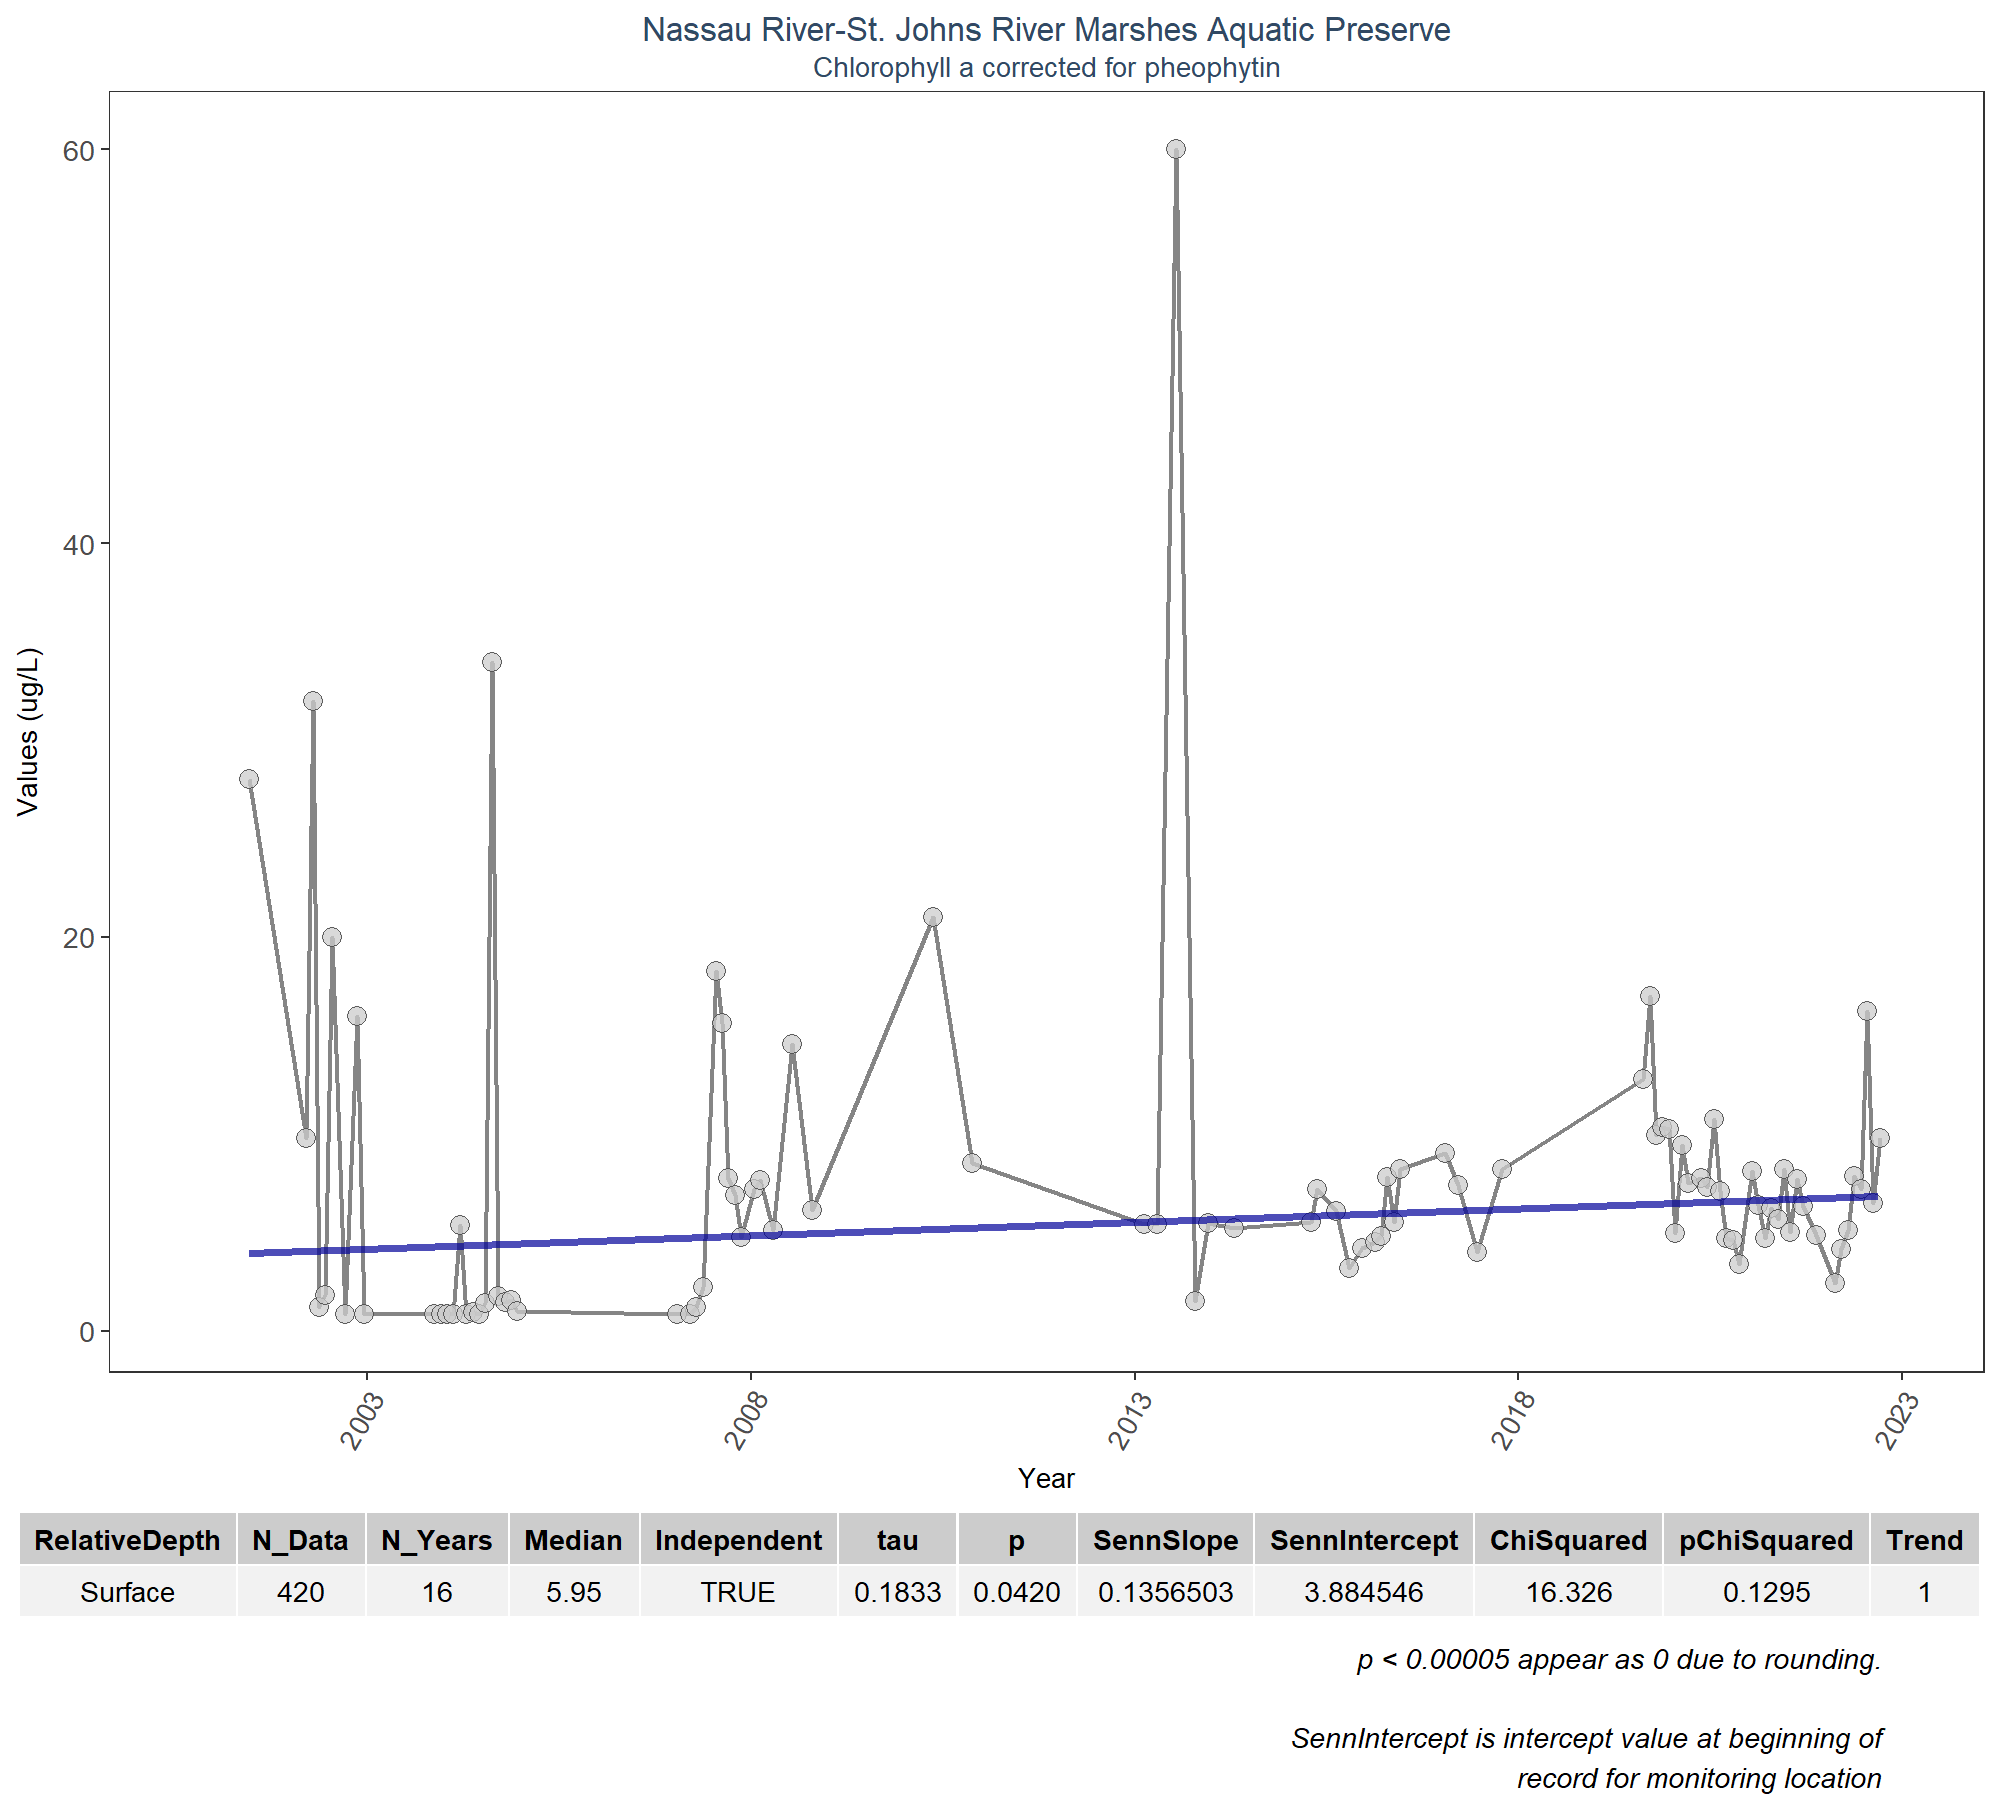 Nassau River-St. Johns River Marshes Aquatic Preserve
Chlorophyll a corrected for pheophytin
60
40
20
0
Values (ug/L)
2003 2008 2013 2018 2023
Year
RelativeDepth N_Data N_Years Median Independent tau p SennSlope SennIntercept ChiSquared pChiSquared Trend
Surface 420 16 5.95 TRUE 0.1833 0.0420 0.1356503 3.884546 16.326 0.1295 1
p < 0.00005 appear as 0 due to rounding.
SennIntercept is intercept value at beginning of
record for monitoring location